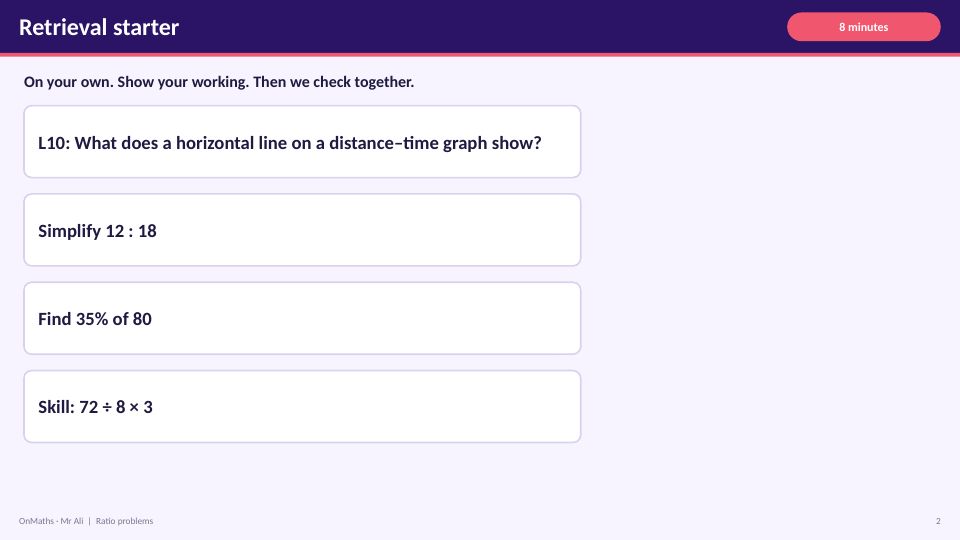 Retrieval starter
8 minutes
On your own. Show your working. Then we check together.
L10: What does a horizontal line on a distance–time graph show?
Simplify 12 : 18
Find 35% of 80
Skill: 72 ÷ 8 × 3
OnMaths - Mr Ali | Ratio problems
2